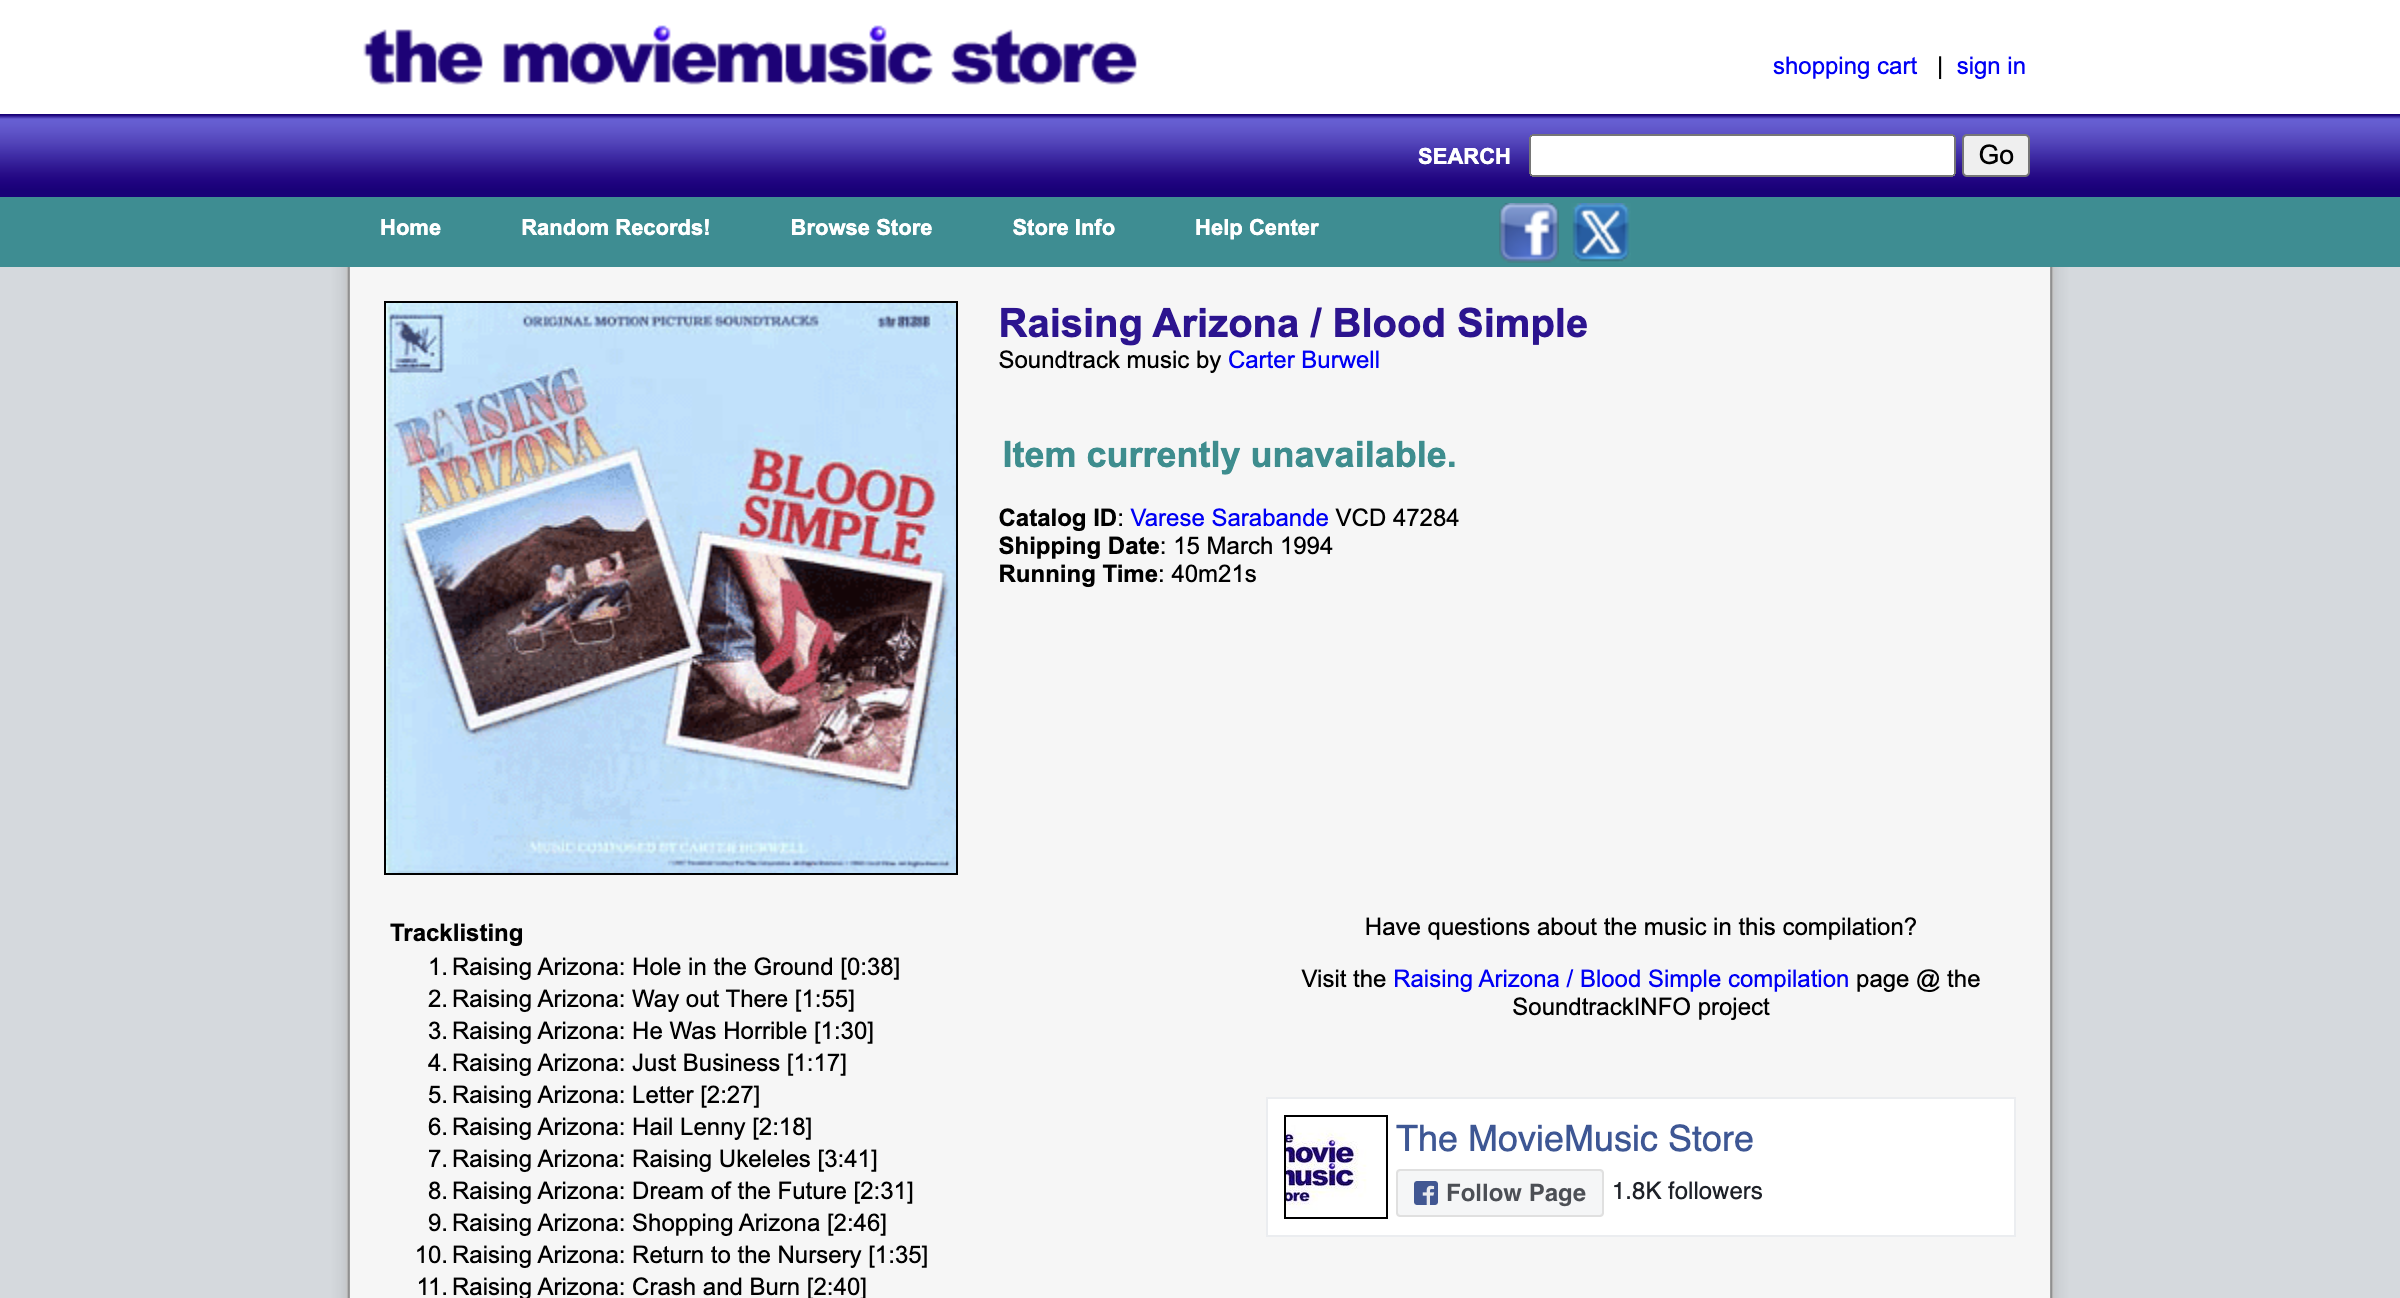 the moviemusic store
shopping cart | sign in
SEARCH Go
Home Random Records! Browse Store Store Info Help Center
ORIGINAL MOTION PICTURE SOUNDTRACKS
RAISING
ARIZONA
BLOOD
SIMPLE
MUSIC COMPOSED BY CARTER BURWELL
Raising Arizona / Blood Simple
Soundtrack music by Carter Burwell
Item currently unavailable.
Catalog ID: Varese Sarabande VCD 47284
Shipping Date: 15 March 1994
Running Time: 40m21s
Tracklisting
1. Raising Arizona: Hole in the Ground [0:38]
2. Raising Arizona: Way out There [1:55]
3. Raising Arizona: He Was Horrible [1:30]
4. Raising Arizona: Just Business [1:17]
5. Raising Arizona: Letter [2:27]
6. Raising Arizona: Hail Lenny [2:18]
7. Raising Arizona: Raising Ukeleles [3:41]
8. Raising Arizona: Dream of the Future [2:31]
9. Raising Arizona: Shopping Arizona [2:46]
10. Raising Arizona: Return to the Nursery [1:35]
11. Raising Arizona: Crash and Burn [2:40]
Have questions about the music in this compilation?
Visit the Raising Arizona / Blood Simple compilation page @ the
SoundtrackINFO project
The MovieMusic Store
Follow Page 1.8K followers